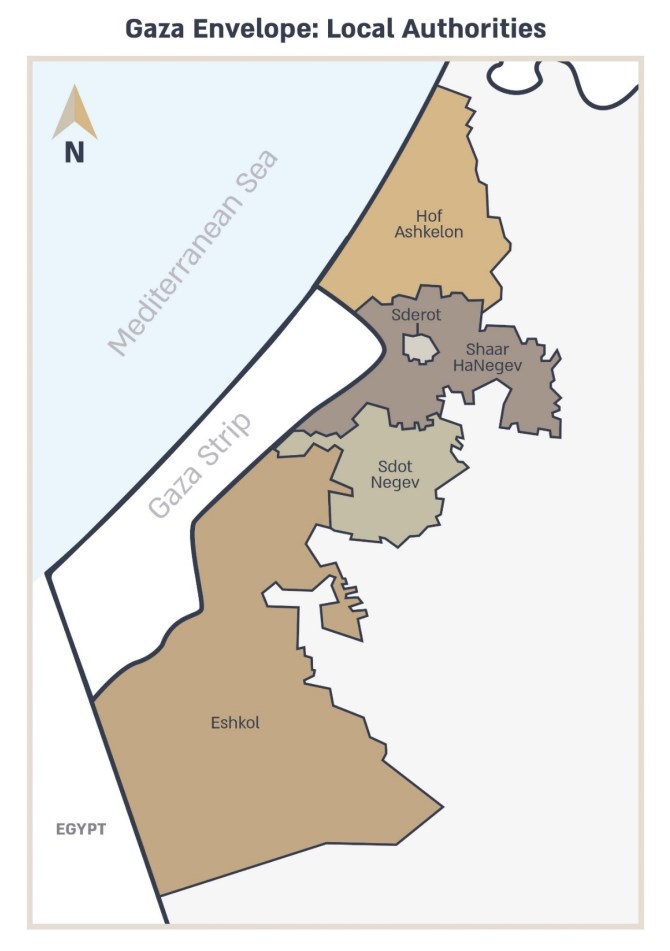 Gaza Envelope: Local Authorities
N
Mediterranean Sea
Hof
Ashkelon
Sderot
Shaar
HaNegev
Gaza Strip
Sdot
Negev
Eshkol
EGYPT